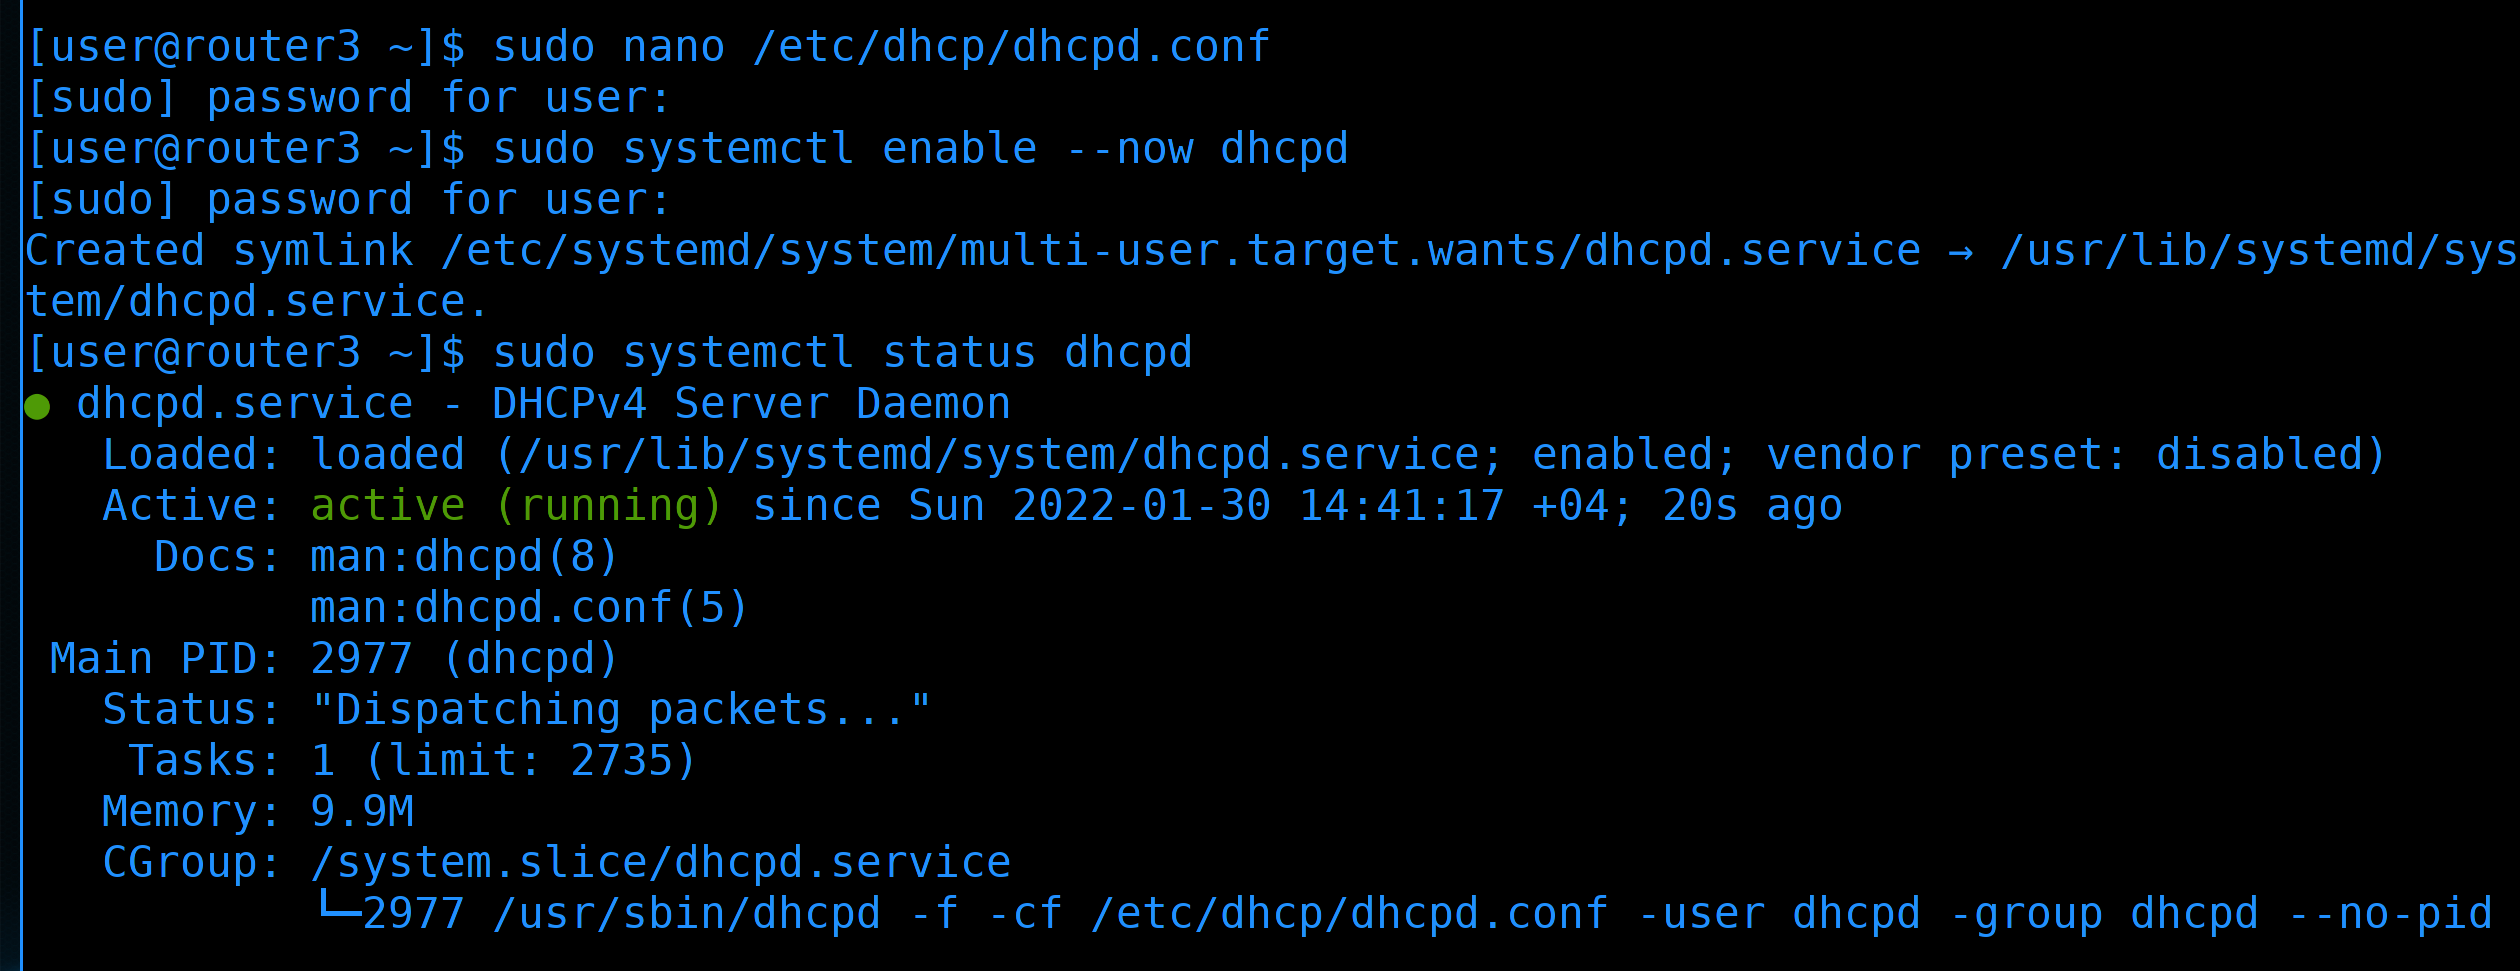 [user@router3 ~]$ sudo nano /etc/dhcp/dhcpd.conf
[sudo] password for user:
[user@router3 ~]$ sudo systemctl enable --now dhcpd
[sudo] password for user:
Created symlink /etc/systemd/system/multi-user.target.wants/dhcpd.service → /usr/lib/systemd/sys
tem/dhcpd.service.
[user@router3 ~]$ sudo systemctl status dhcpd
● dhcpd.service - DHCPv4 Server Daemon
   Loaded: loaded (/usr/lib/systemd/system/dhcpd.service; enabled; vendor preset: disabled)
   Active: active (running) since Sun 2022-01-30 14:41:17 +04; 20s ago
     Docs: man:dhcpd(8)
           man:dhcpd.conf(5)
 Main PID: 2977 (dhcpd)
   Status: "Dispatching packets..."
    Tasks: 1 (limit: 2735)
   Memory: 9.9M
   CGroup: /system.slice/dhcpd.service
           └─2977 /usr/sbin/dhcpd -f -cf /etc/dhcp/dhcpd.conf -user dhcpd -group dhcpd --no-pid